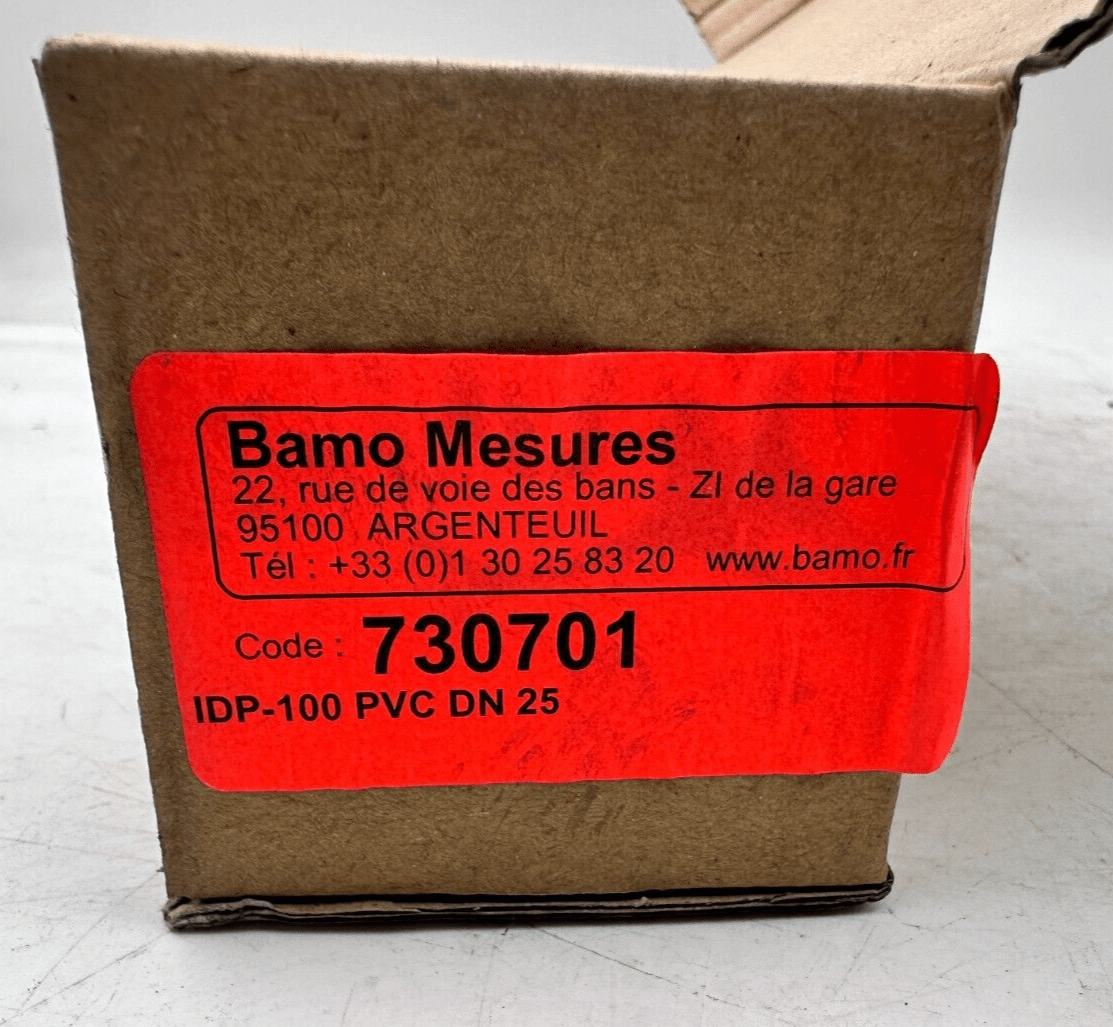 Bamo Mesures
22, rue de voie des bans - ZI de la gare
95100 ARGENTEUIL
Tél : +33 (0)1 30 25 83 20 www.bamo.fr
Code : 730701
IDP-100 PVC DN 25